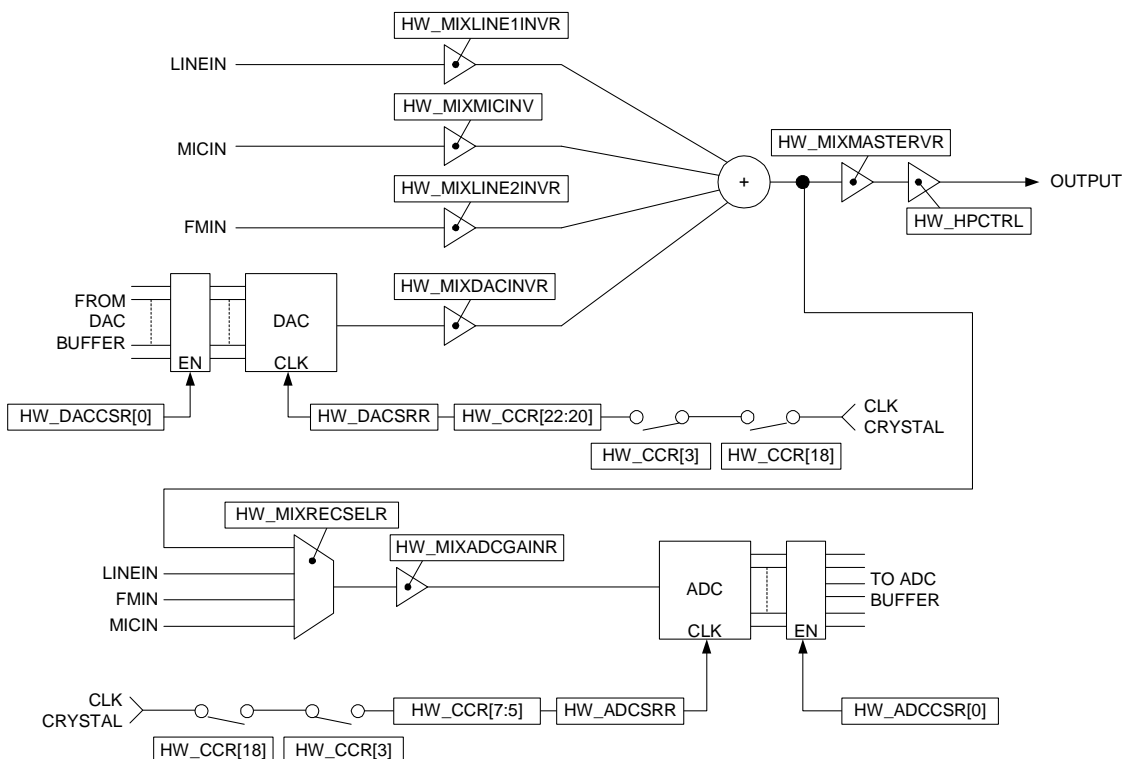 HW_MIXLINE1INVR
LINEIN
HW_MIXMICINV
MICIN
HW_MIXMASTERVR
+
OUTPUT
HW_MIXLINE2INVR
FMIN
HW_HPCTRL
HW_MIXDACINVR
FROM
DAC
BUFFER
DAC
EN
CLK
HW_DACCSR[0]
HW_DACSRR
HW_CCR[22:20]
CLK
CRYSTAL
HW_CCR[3]
HW_CCR[18]
HW_MIXRECSELR
HW_MIXADCGAINR
LINEIN
FMIN
MICIN
ADC
CLK
EN
TO ADC
BUFFER
CLK
CRYSTAL
HW_CCR[7:5]
HW_ADCSRR
HW_ADCCSR[0]
HW_CCR[18]
HW_CCR[3]